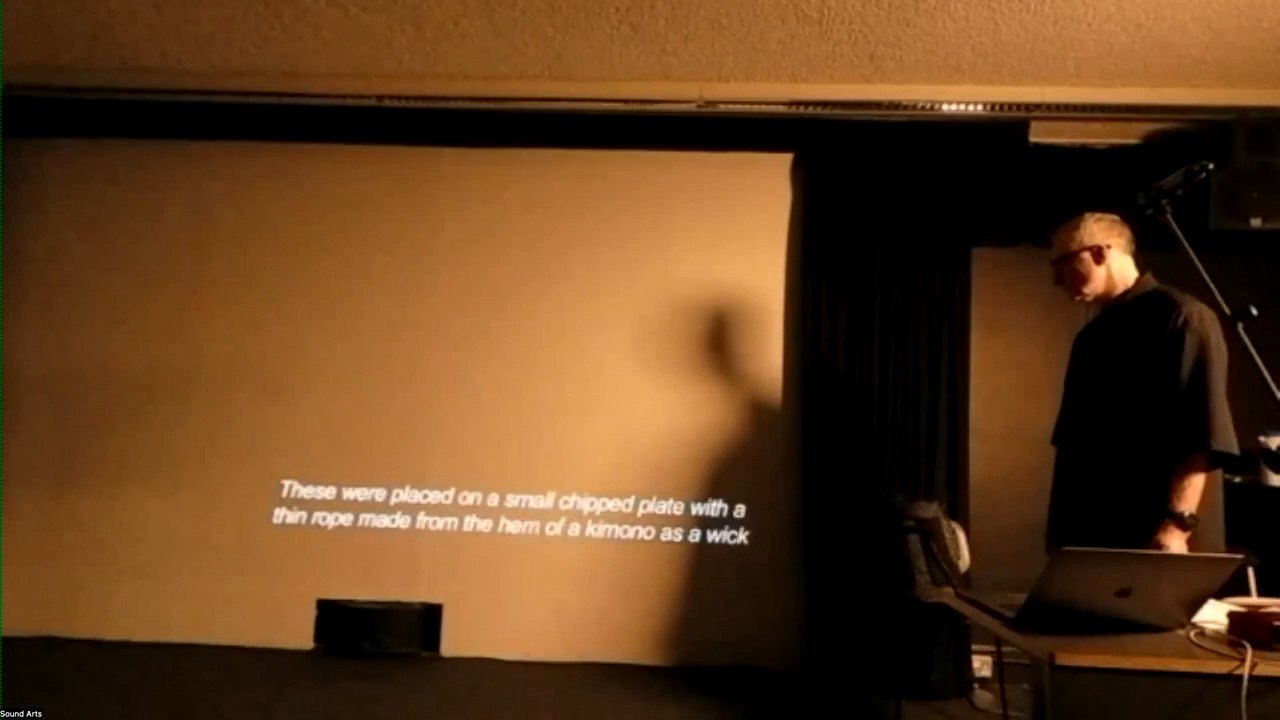 These were placed on a small chipped plate with a
thin rope made from the hem of a kimono as a wick
Sound Arts